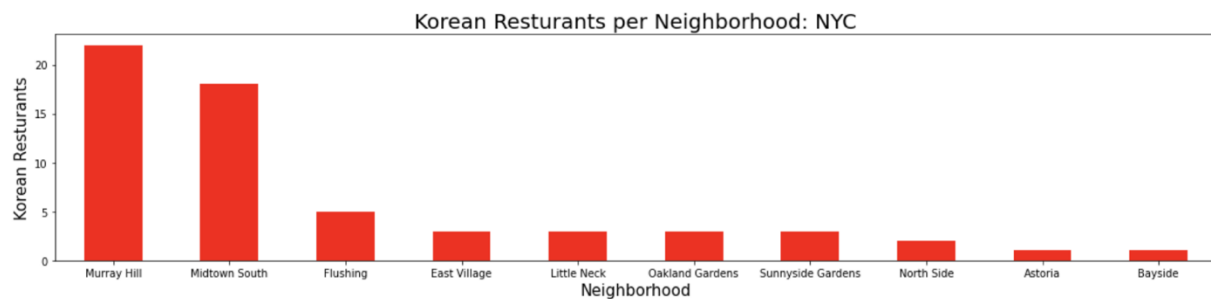 Korean Resturants per Neighborhood: NYC
Korean Resturants
20
15
10
5
0
Murray Hill
Midtown South
Flushing
East Village
Little Neck
Oakland Gardens
Sunnyside Gardens
North Side
Astoria
Bayside
Neighborhood